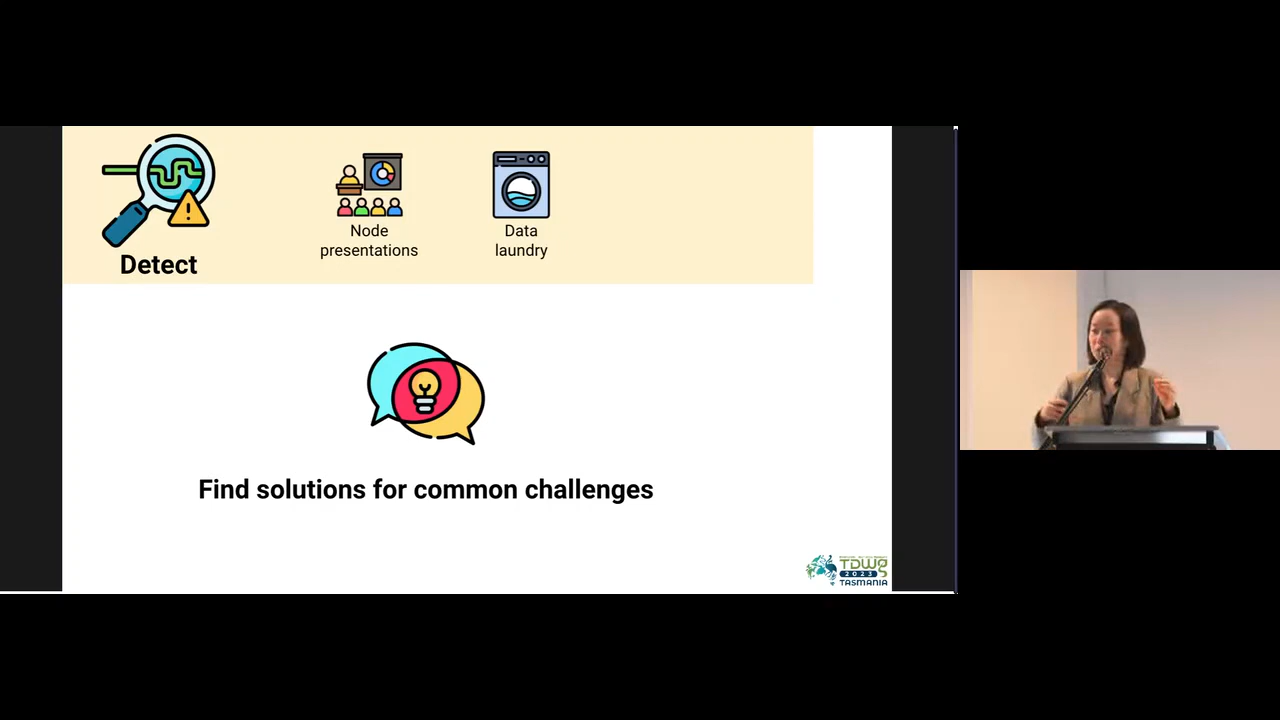 Detect
Node
presentations
Data
laundry
Find solutions for common challenges
TDWG
2023
TASMANIA